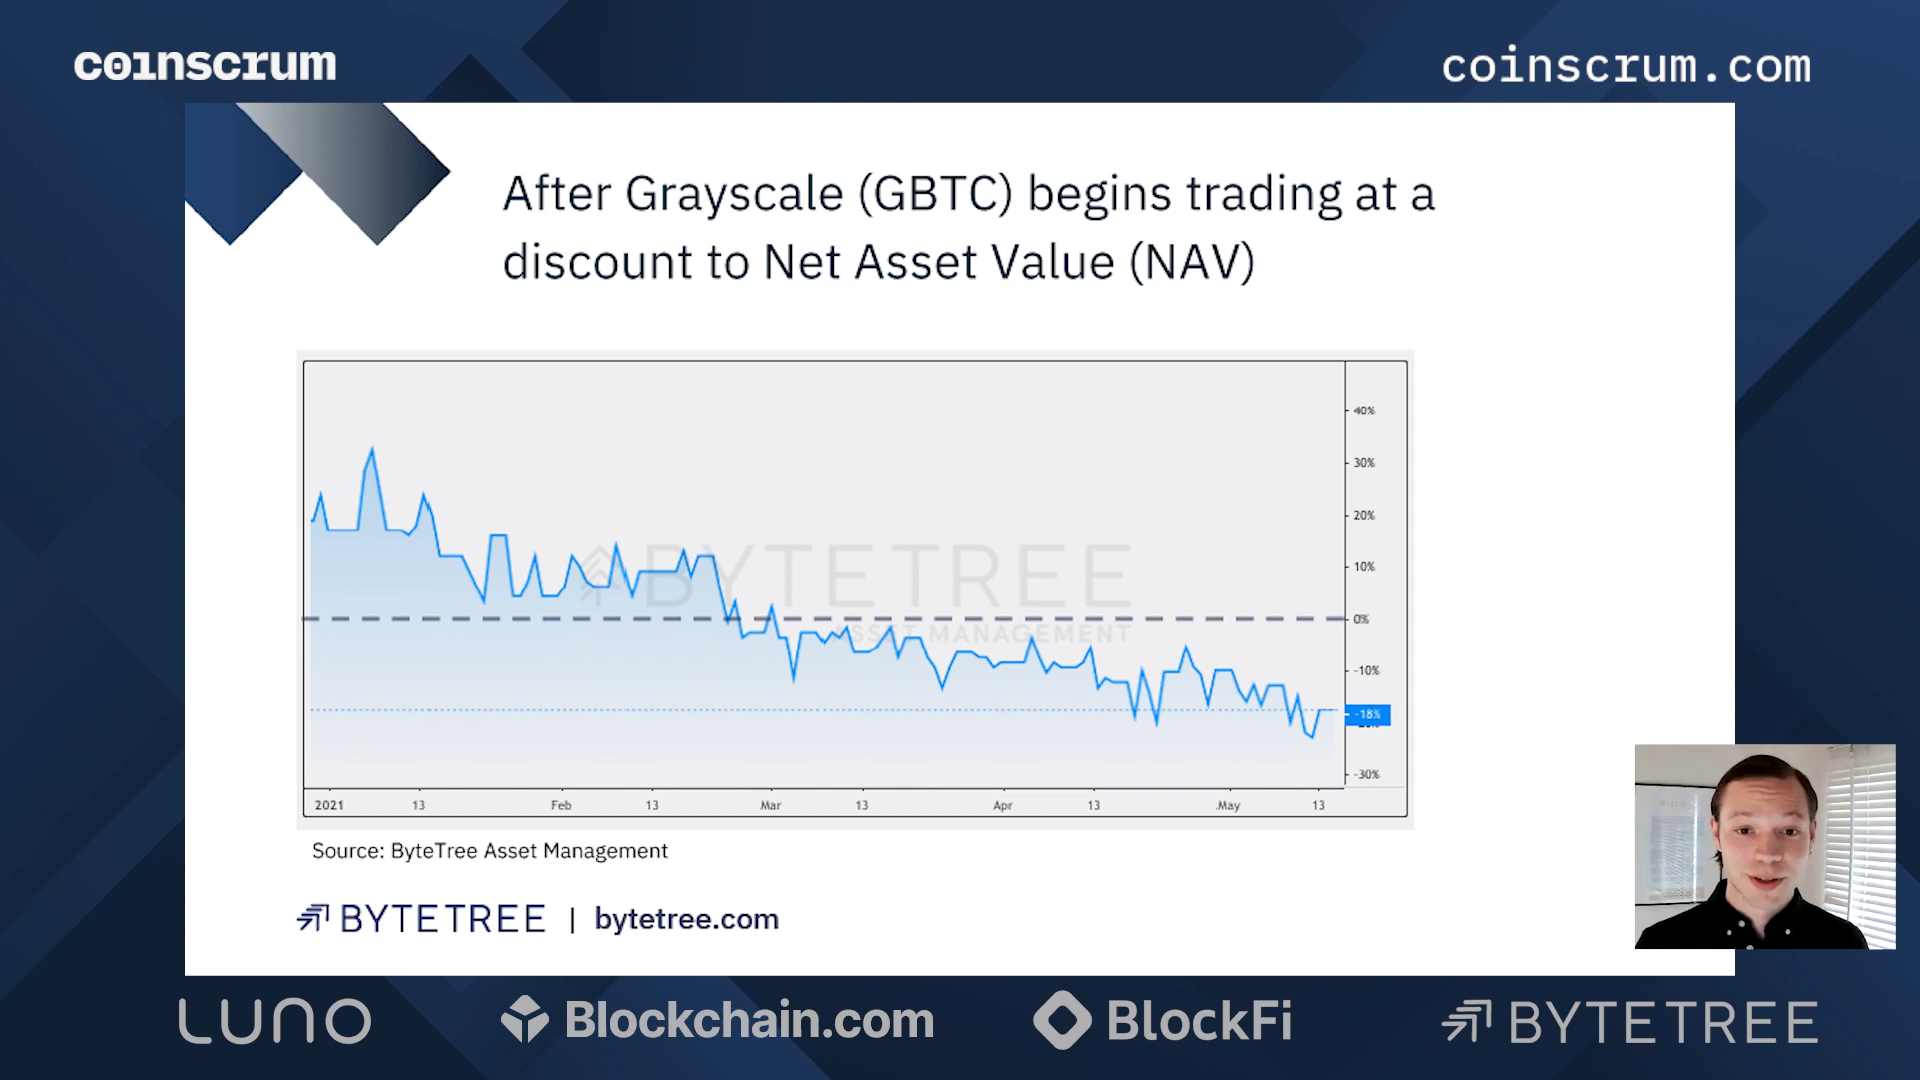 coinscrum
coinscrum.com
After Grayscale (GBTC) begins trading at a
discount to Net Asset Value (NAV)
BYTETREE
ASSET MANAGEMENT
40%
30%
20%
10%
0%
-10%
-18%
-30%
2021 13 Feb 13 Mar 13 Apr 13 May 13
Source: ByteTree Asset Management
BYTETREE | bytetree.com
LUNO Blockchain.com BlockFi BYTETREE